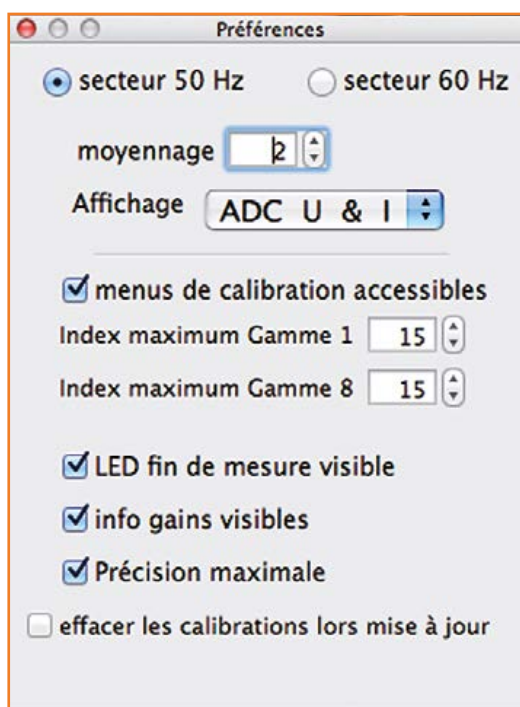 Préférences
secteur 50 Hz secteur 60 Hz
moyennage 2
Affichage ADC U & I
menus de calibration accessibles
Index maximum Gamme 1 15
Index maximum Gamme 8 15
LED fin de mesure visible
info gains visibles
Précision maximale
effacer les calibrations lors mise à jour